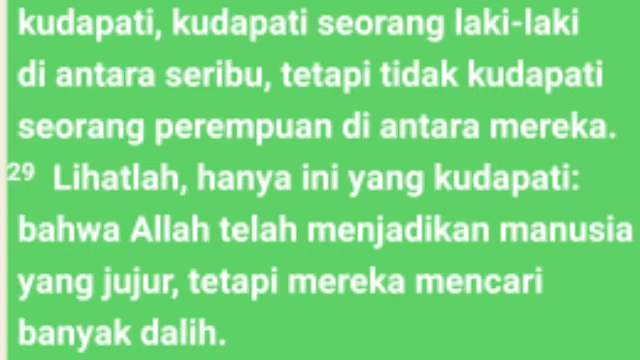 kudapati, kudapati seorang laki-laki
di antara seribu, tetapi tidak kudapati
seorang perempuan di antara mereka.
29 Lihatlah, hanya ini yang kudapati:
bahwa Allah telah menjadikan manusia
yang jujur, tetapi mereka mencari
banyak dalih.